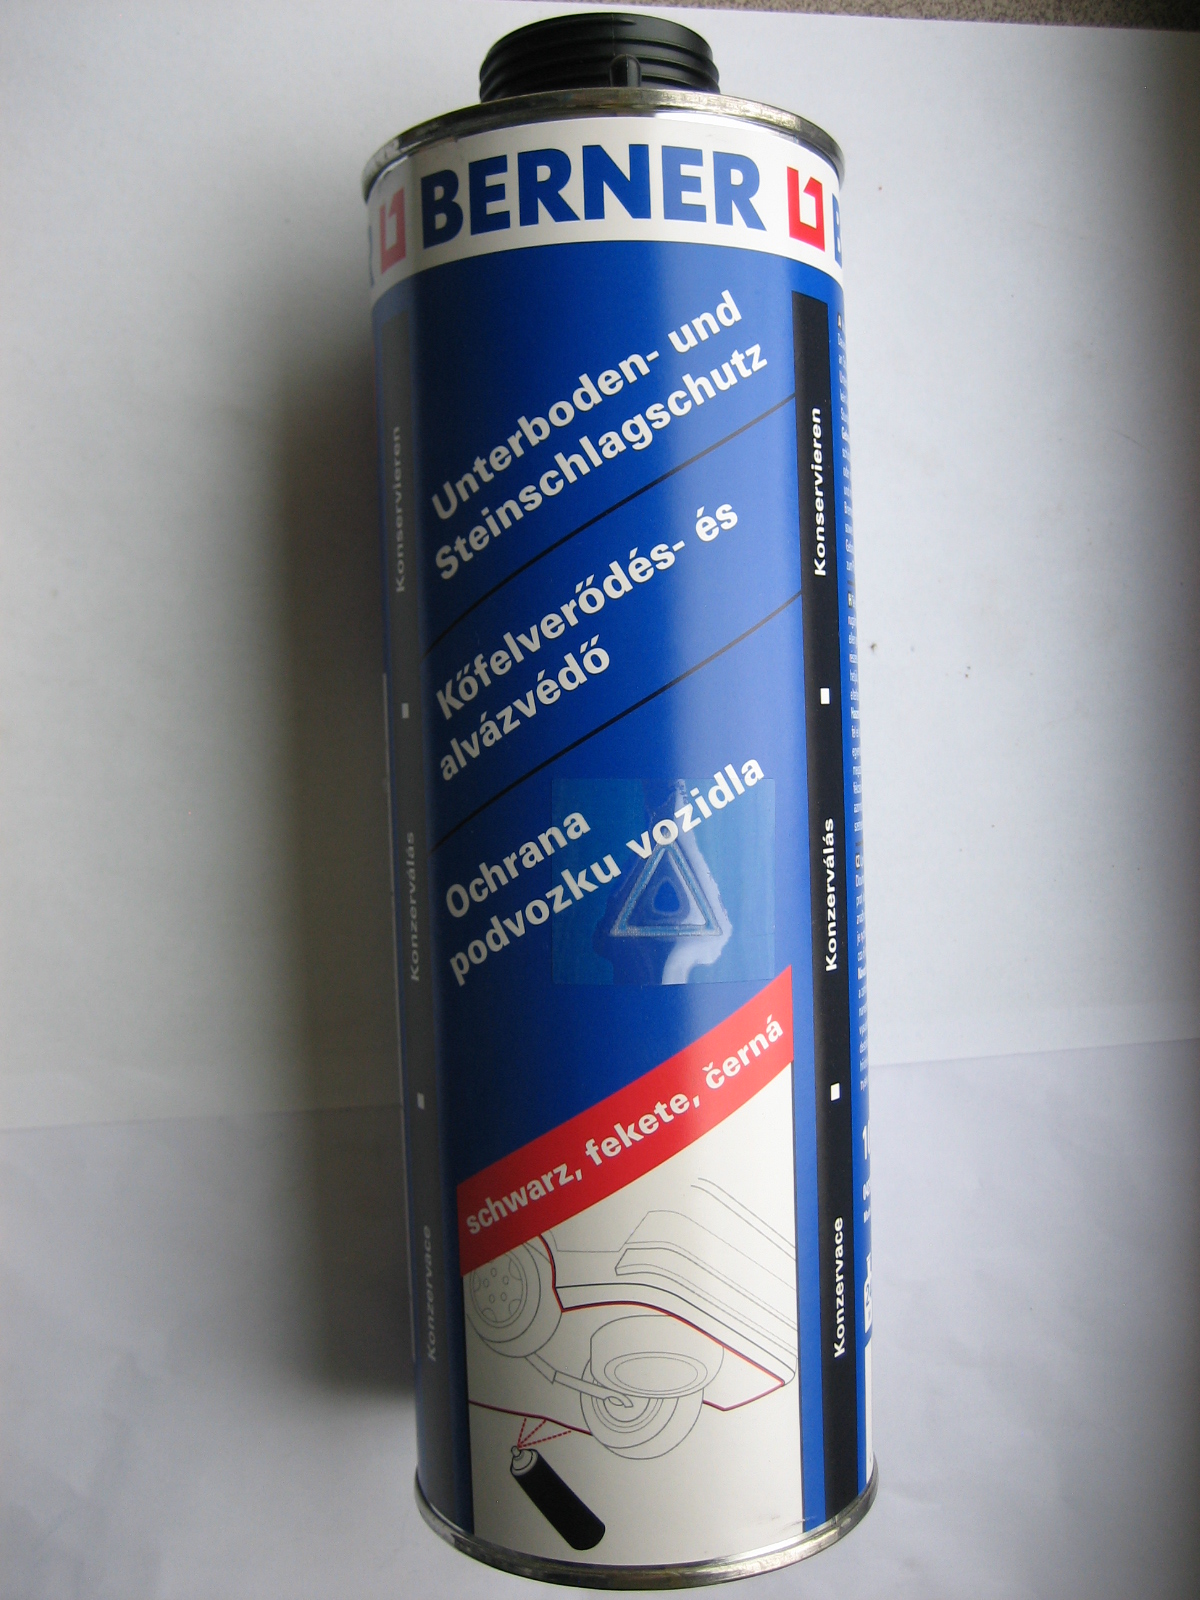 BERNER
Unterboden- und
Steinschlagschutz
Kőfelverődés- és
alvázvédő
Ochrana
podvozku vozidla
schwarz, fekete, černá
Konservieren
Konzerválás
Konzervace
Konservieren
Konzerválás
Konzervace